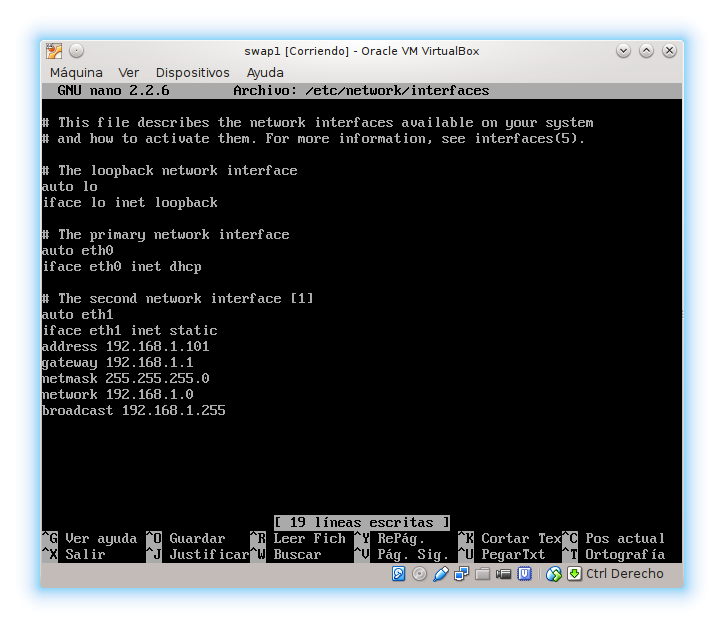 swap1 [Corriendo] - Oracle VM VirtualBox
Máquina Ver Dispositivos Ayuda
GNU nano 2.2.6 Archivo: /etc/network/interfaces
# This file describes the network interfaces available on your system
# and how to activate them. For more information, see interfaces(5).
# The loopback network interface
auto lo
iface lo inet loopback
# The primary network interface
auto eth0
iface eth0 inet dhcp
# The second network interface [1]
auto eth1
iface eth1 inet static
address 192.168.1.101
gateway 192.168.1.1
netmask 255.255.255.0
network 192.168.1.0
broadcast 192.168.1.255
[ 19 líneas escritas ]
^G Ver ayuda ^O Guardar ^R Leer Fich ^Y RePág. ^K Cortar Tex ^C Pos actual
^X Salir ^J Justificar ^W Buscar ^V Pág. Sig. ^U PegarTxt ^T Ortografía
Ctrl Derecho